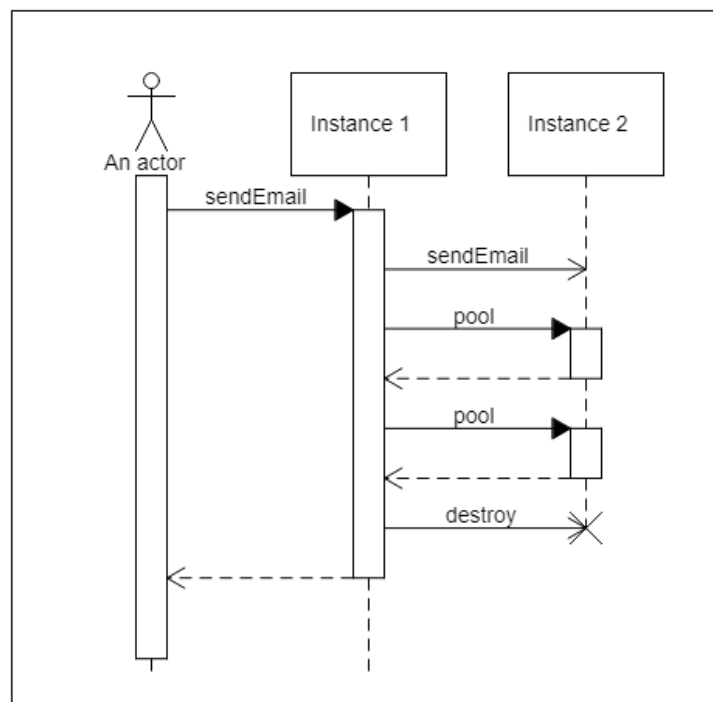 Instance 1
Instance 2
An actor
sendEmail
sendEmail
pool
pool
destroy